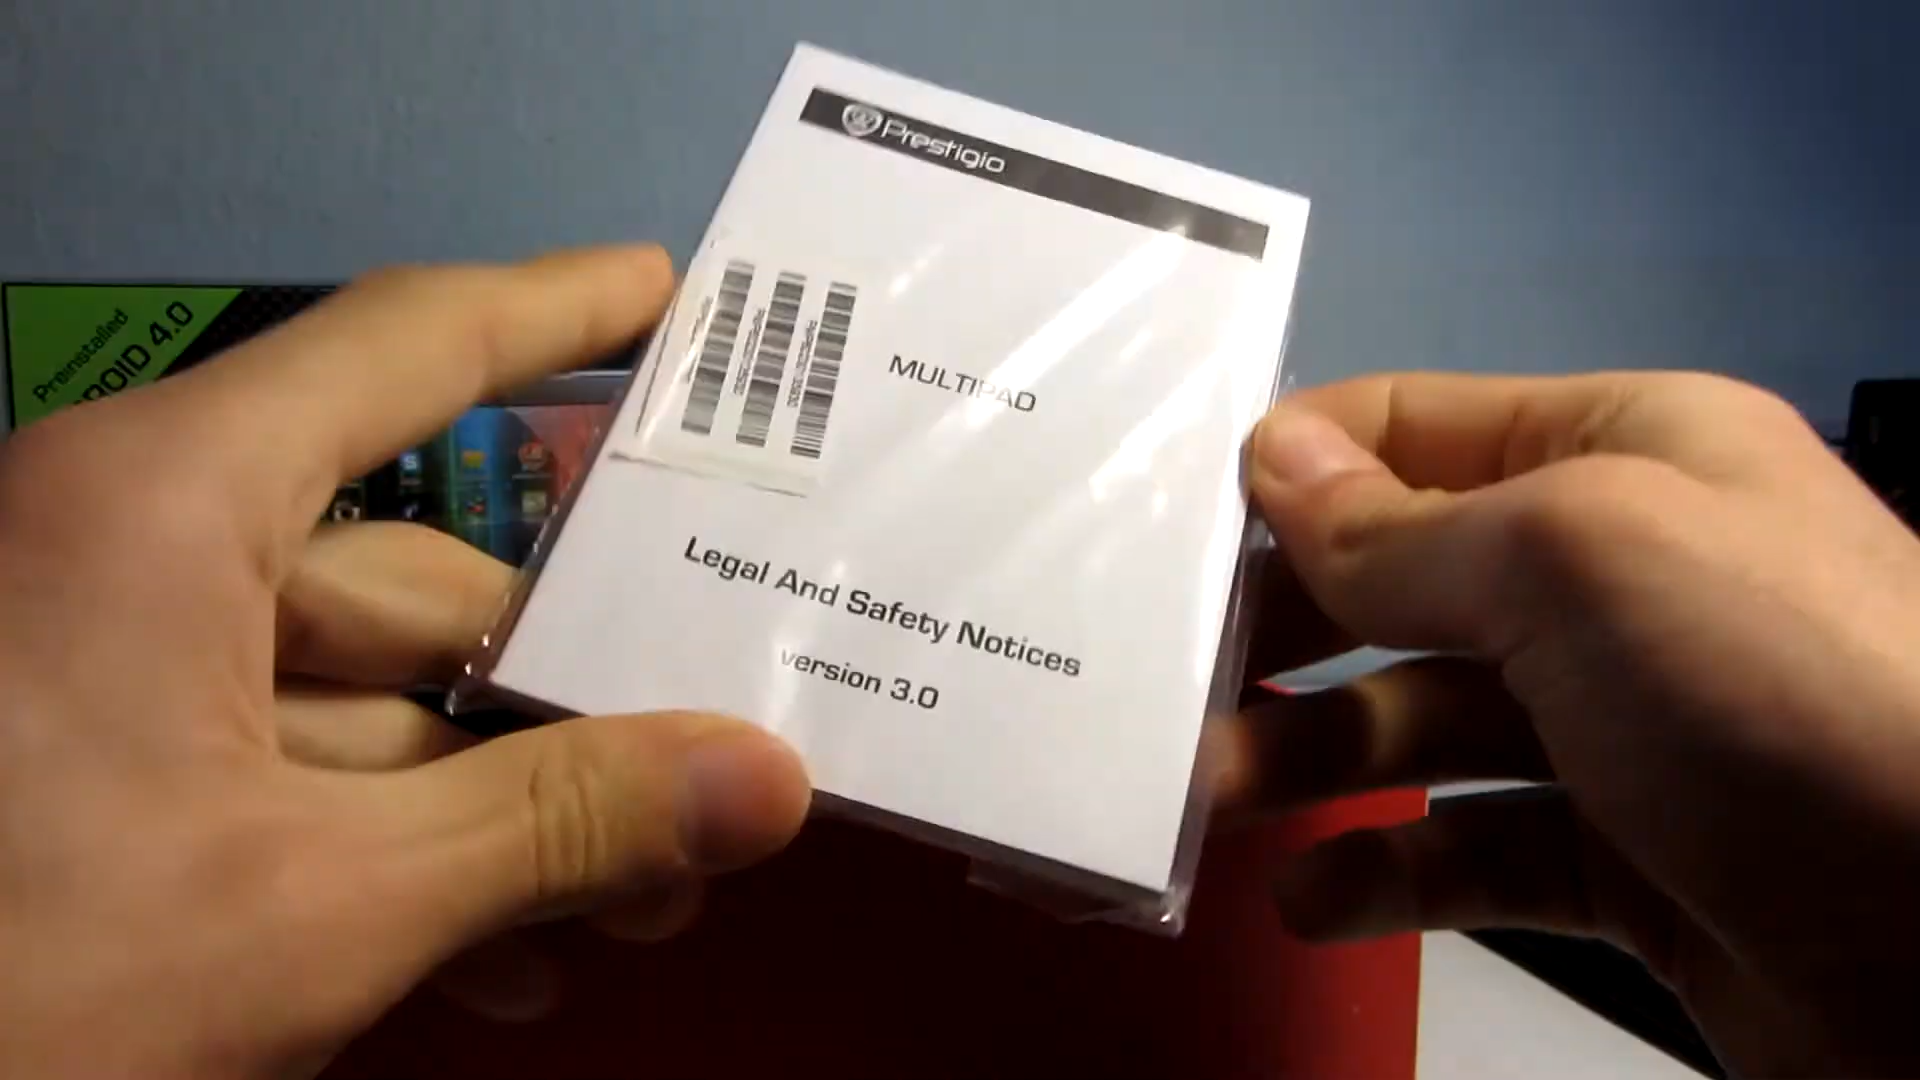 Prestigio
MULTIPAD
Legal And Safety Notices
version 3.0
Preinstalled
ROID 4.0